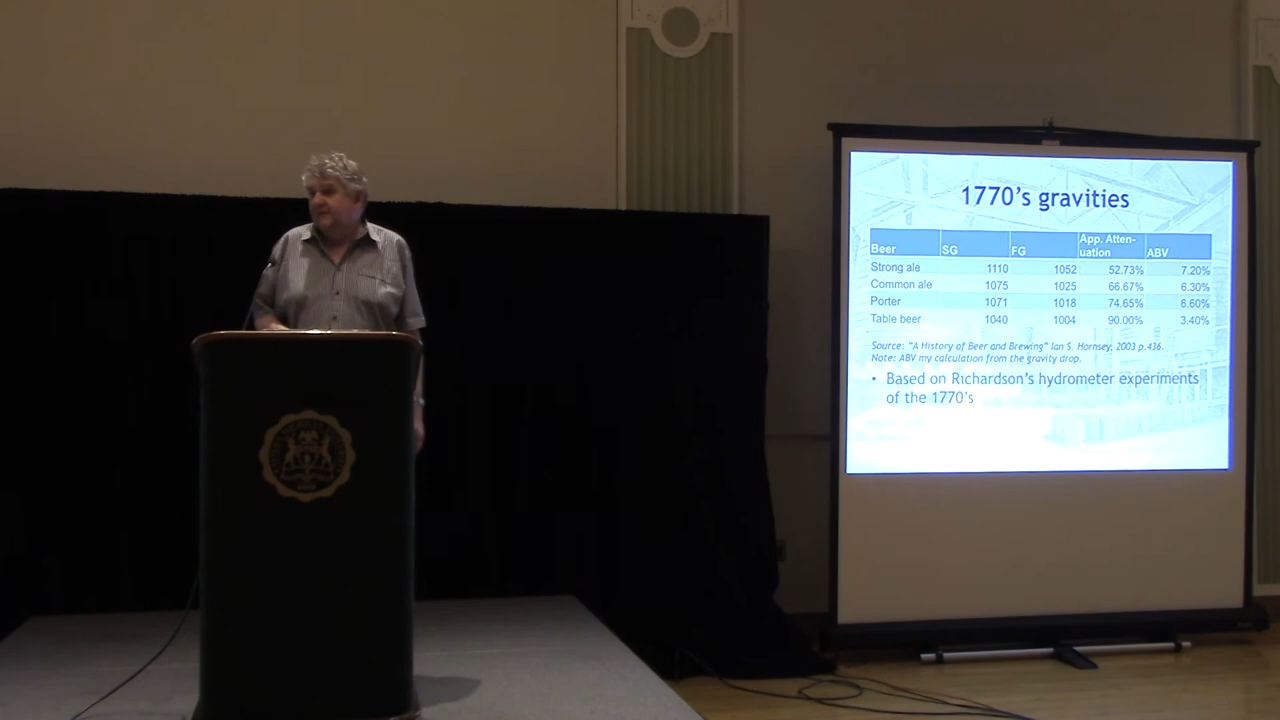 1770's gravities
Beer SG FG App. Atten-uation ABV
Strong ale 1110 1052 52.73% 7.20%
Common ale 1075 1025 66.67% 6.30%
Porter 1071 1018 74.65% 6.60%
Table beer 1040 1004 90.00% 3.40%
Source: "A History of Beer and Brewing" Ian S. Hornsey, 2003 p.436.
Note: ABV my calculation from the gravity drop.
• Based on Richardson's hydrometer experiments
of the 1770's